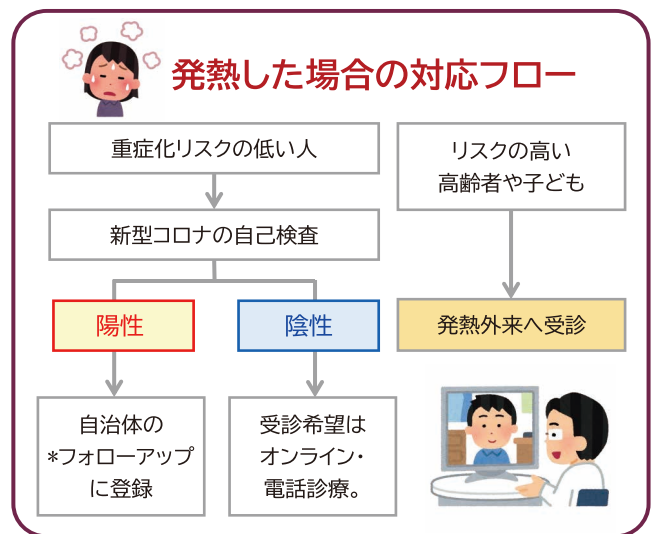 発熱した場合の対応フロー
重症化リスクの低い人
リスクの高い
高齢者や子ども
新型コロナの自己検査
陽性
陰性
発熱外来へ受診
自治体の
*フォローアップ
に登録
受診希望は
オンライン・
電話診療。